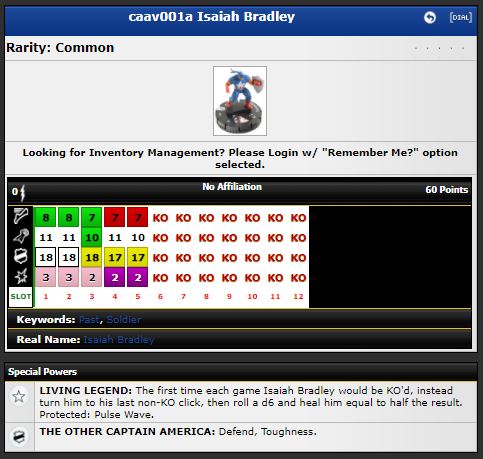 caav001a Isaiah Bradley
[DIAL]
Rarity: Common
Looking for Inventory Management? Please Login w/ "Remember Me?" option
selected.
0 No Affiliation 60 Points
8 8 7 7 7 KO KO KO KO KO KO KO
11 11 10 11 10 KO KO KO KO KO KO KO
18 18 18 17 17 KO KO KO KO KO KO KO
3 3 2 2 2 KO KO KO KO KO KO KO
SLOT 1 2 3 4 5 6 7 8 9 10 11 12
Keywords: Past, Soldier
Real Name: Isaiah Bradley
Special Powers
LIVING LEGEND: The first time each game Isaiah Bradley would be KO'd, instead
turn him to his last non-KO click, then roll a d6 and heal him equal to half the result.
Protected: Pulse Wave.
THE OTHER CAPTAIN AMERICA: Defend, Toughness.